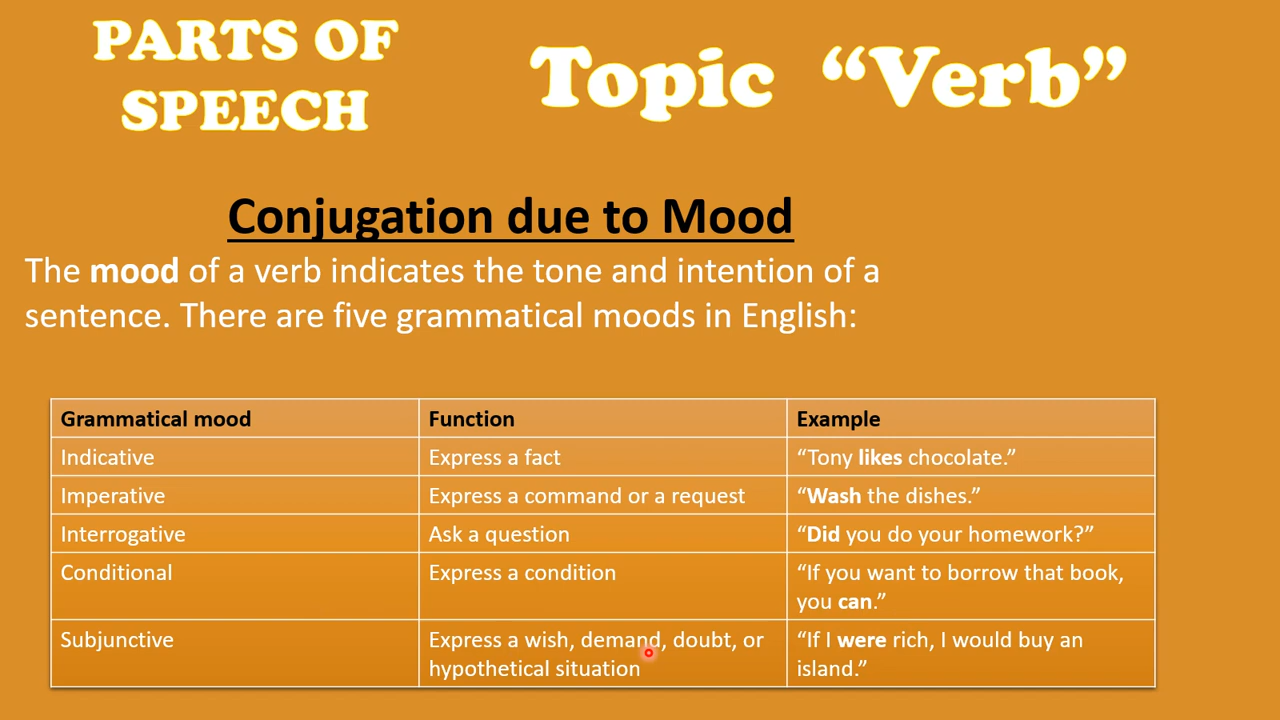 PARTS OF
SPEECH
Topic “Verb”
Conjugation due to Mood
The mood of a verb indicates the tone and intention of a
sentence. There are five grammatical moods in English:
Grammatical mood Function Example
Indicative Express a fact “Tony likes chocolate.”
Imperative Express a command or a request “Wash the dishes.”
Interrogative Ask a question “Did you do your homework?”
Conditional Express a condition “If you want to borrow that book,
you can.”
Subjunctive Express a wish, demand, doubt, or “If I were rich, I would buy an
hypothetical situation island.”